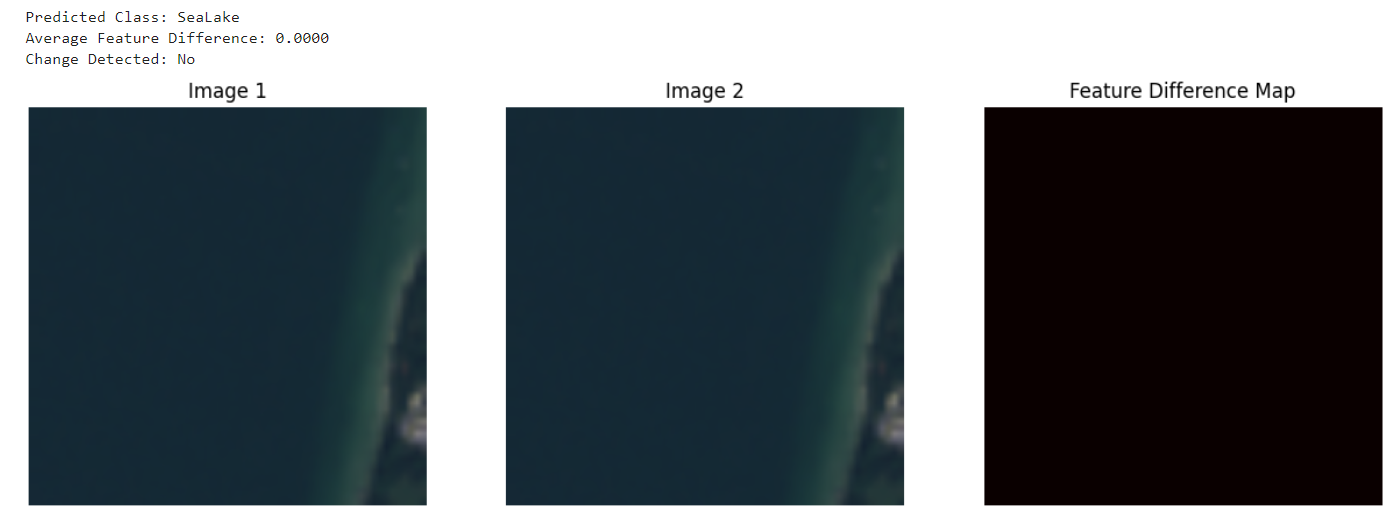 Predicted Class: SeaLake
Average Feature Difference: 0.0000
Change Detected: No
Image 1
Image 2
Feature Difference Map